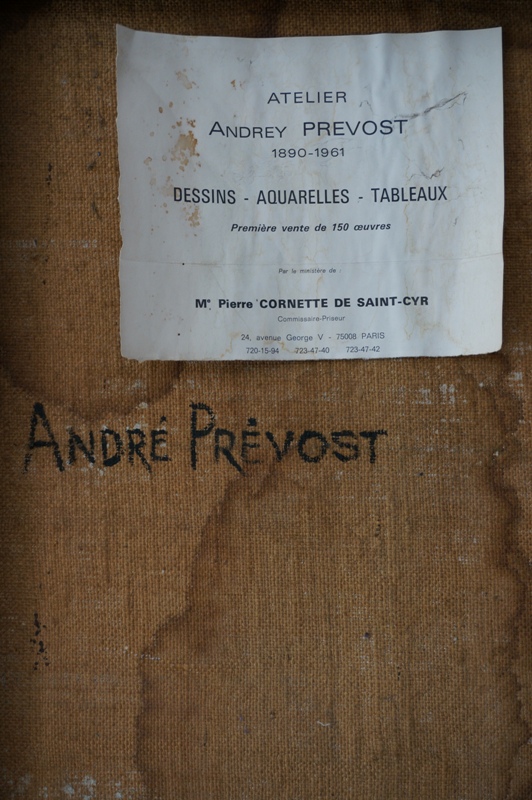 ATELIER
ANDREY PREVOST
1890-1961
DESSINS - AQUARELLES - TABLEAUX
Première vente de 150 œuvres
Par le ministère de :
Me Pierre CORNETTE DE SAINT-CYR
Commissaire-Priseur
24, avenue George V - 75008 PARIS
720-15-94 723-47-40 723-47-42
ANDRÉ PRÉVOST